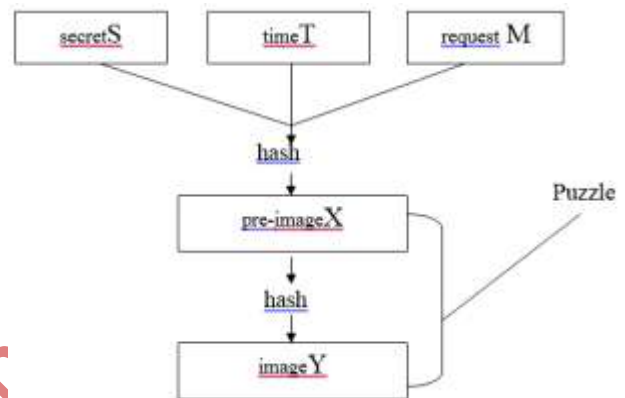 secretS timeT request M
hash
pre-imageX
Puzzle
hash
imageY